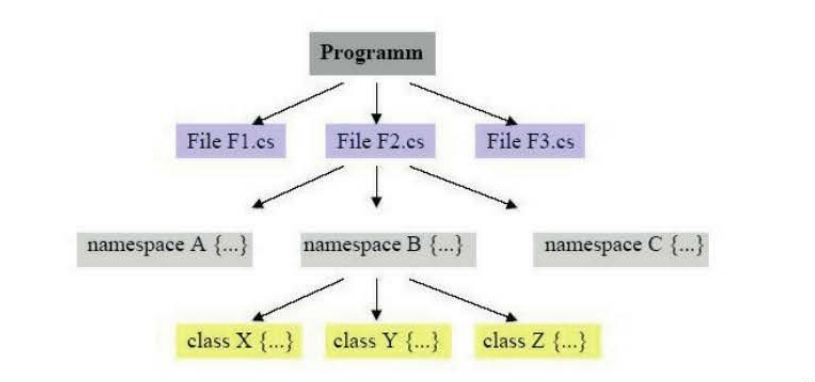 Programm
File F1.cs
File F2.cs
File F3.cs
namespace A {...}
namespace B {...}
namespace C {...}
class X {...}
class Y {...}
class Z {...}